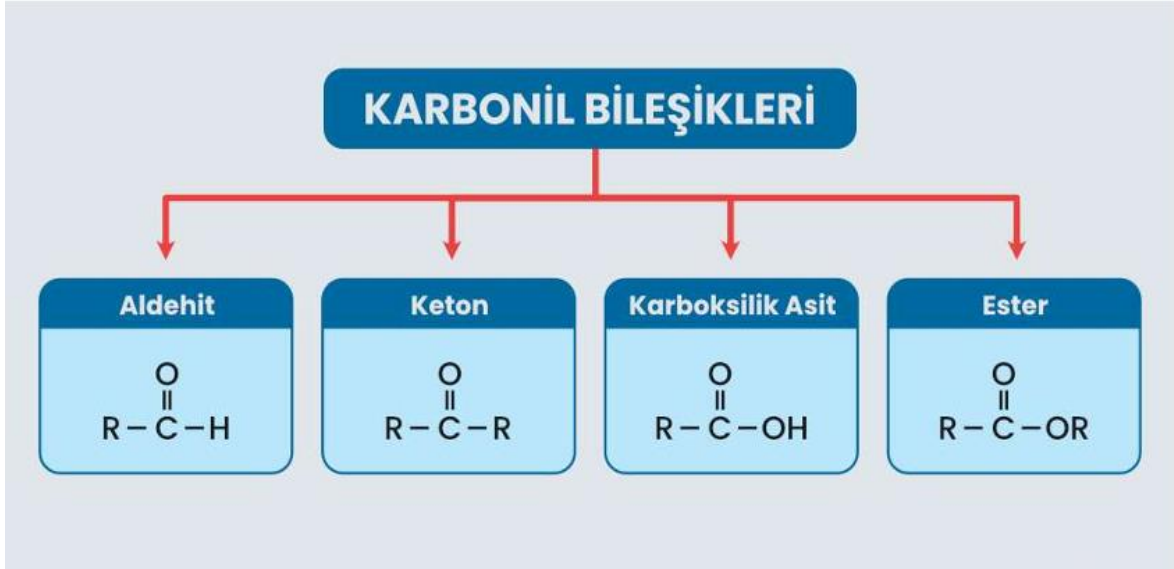 KARBONİL BİLEŞİKLERİ
Aldehit
O
||
R – C – H
Keton
O
||
R – C – R
Karboksilik Asit
O
||
R – C – OH
Ester
O
||
R – C – OR